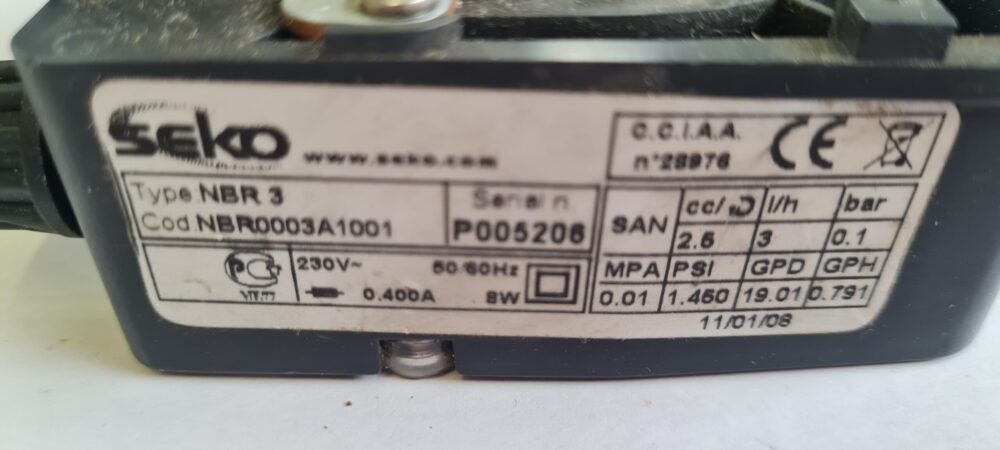 SEKO
www.seko.com
C.C.I.A.A.
n°28976
CE
Type NBR 3
Cod. NBR0003A1001
Serial n.
P005206
230V~ 50/60Hz
0.400A 8W
SAN cc/ l/h bar
2.5 3 0.1
MPA PSI GPD GPH
0.01 1.450 19.01 0.791
11/01/08